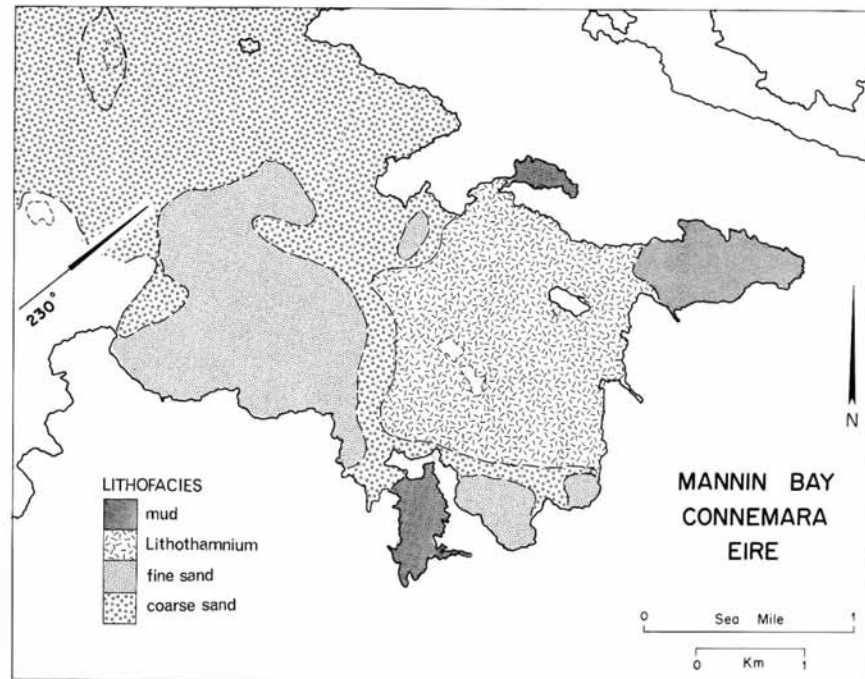 230°
N
LITHOFACIES
mud
Lithothamnium
fine sand
coarse sand
MANNIN BAY
CONNEMARA
EIRE
0 Sea Mile 1
0 Km 1